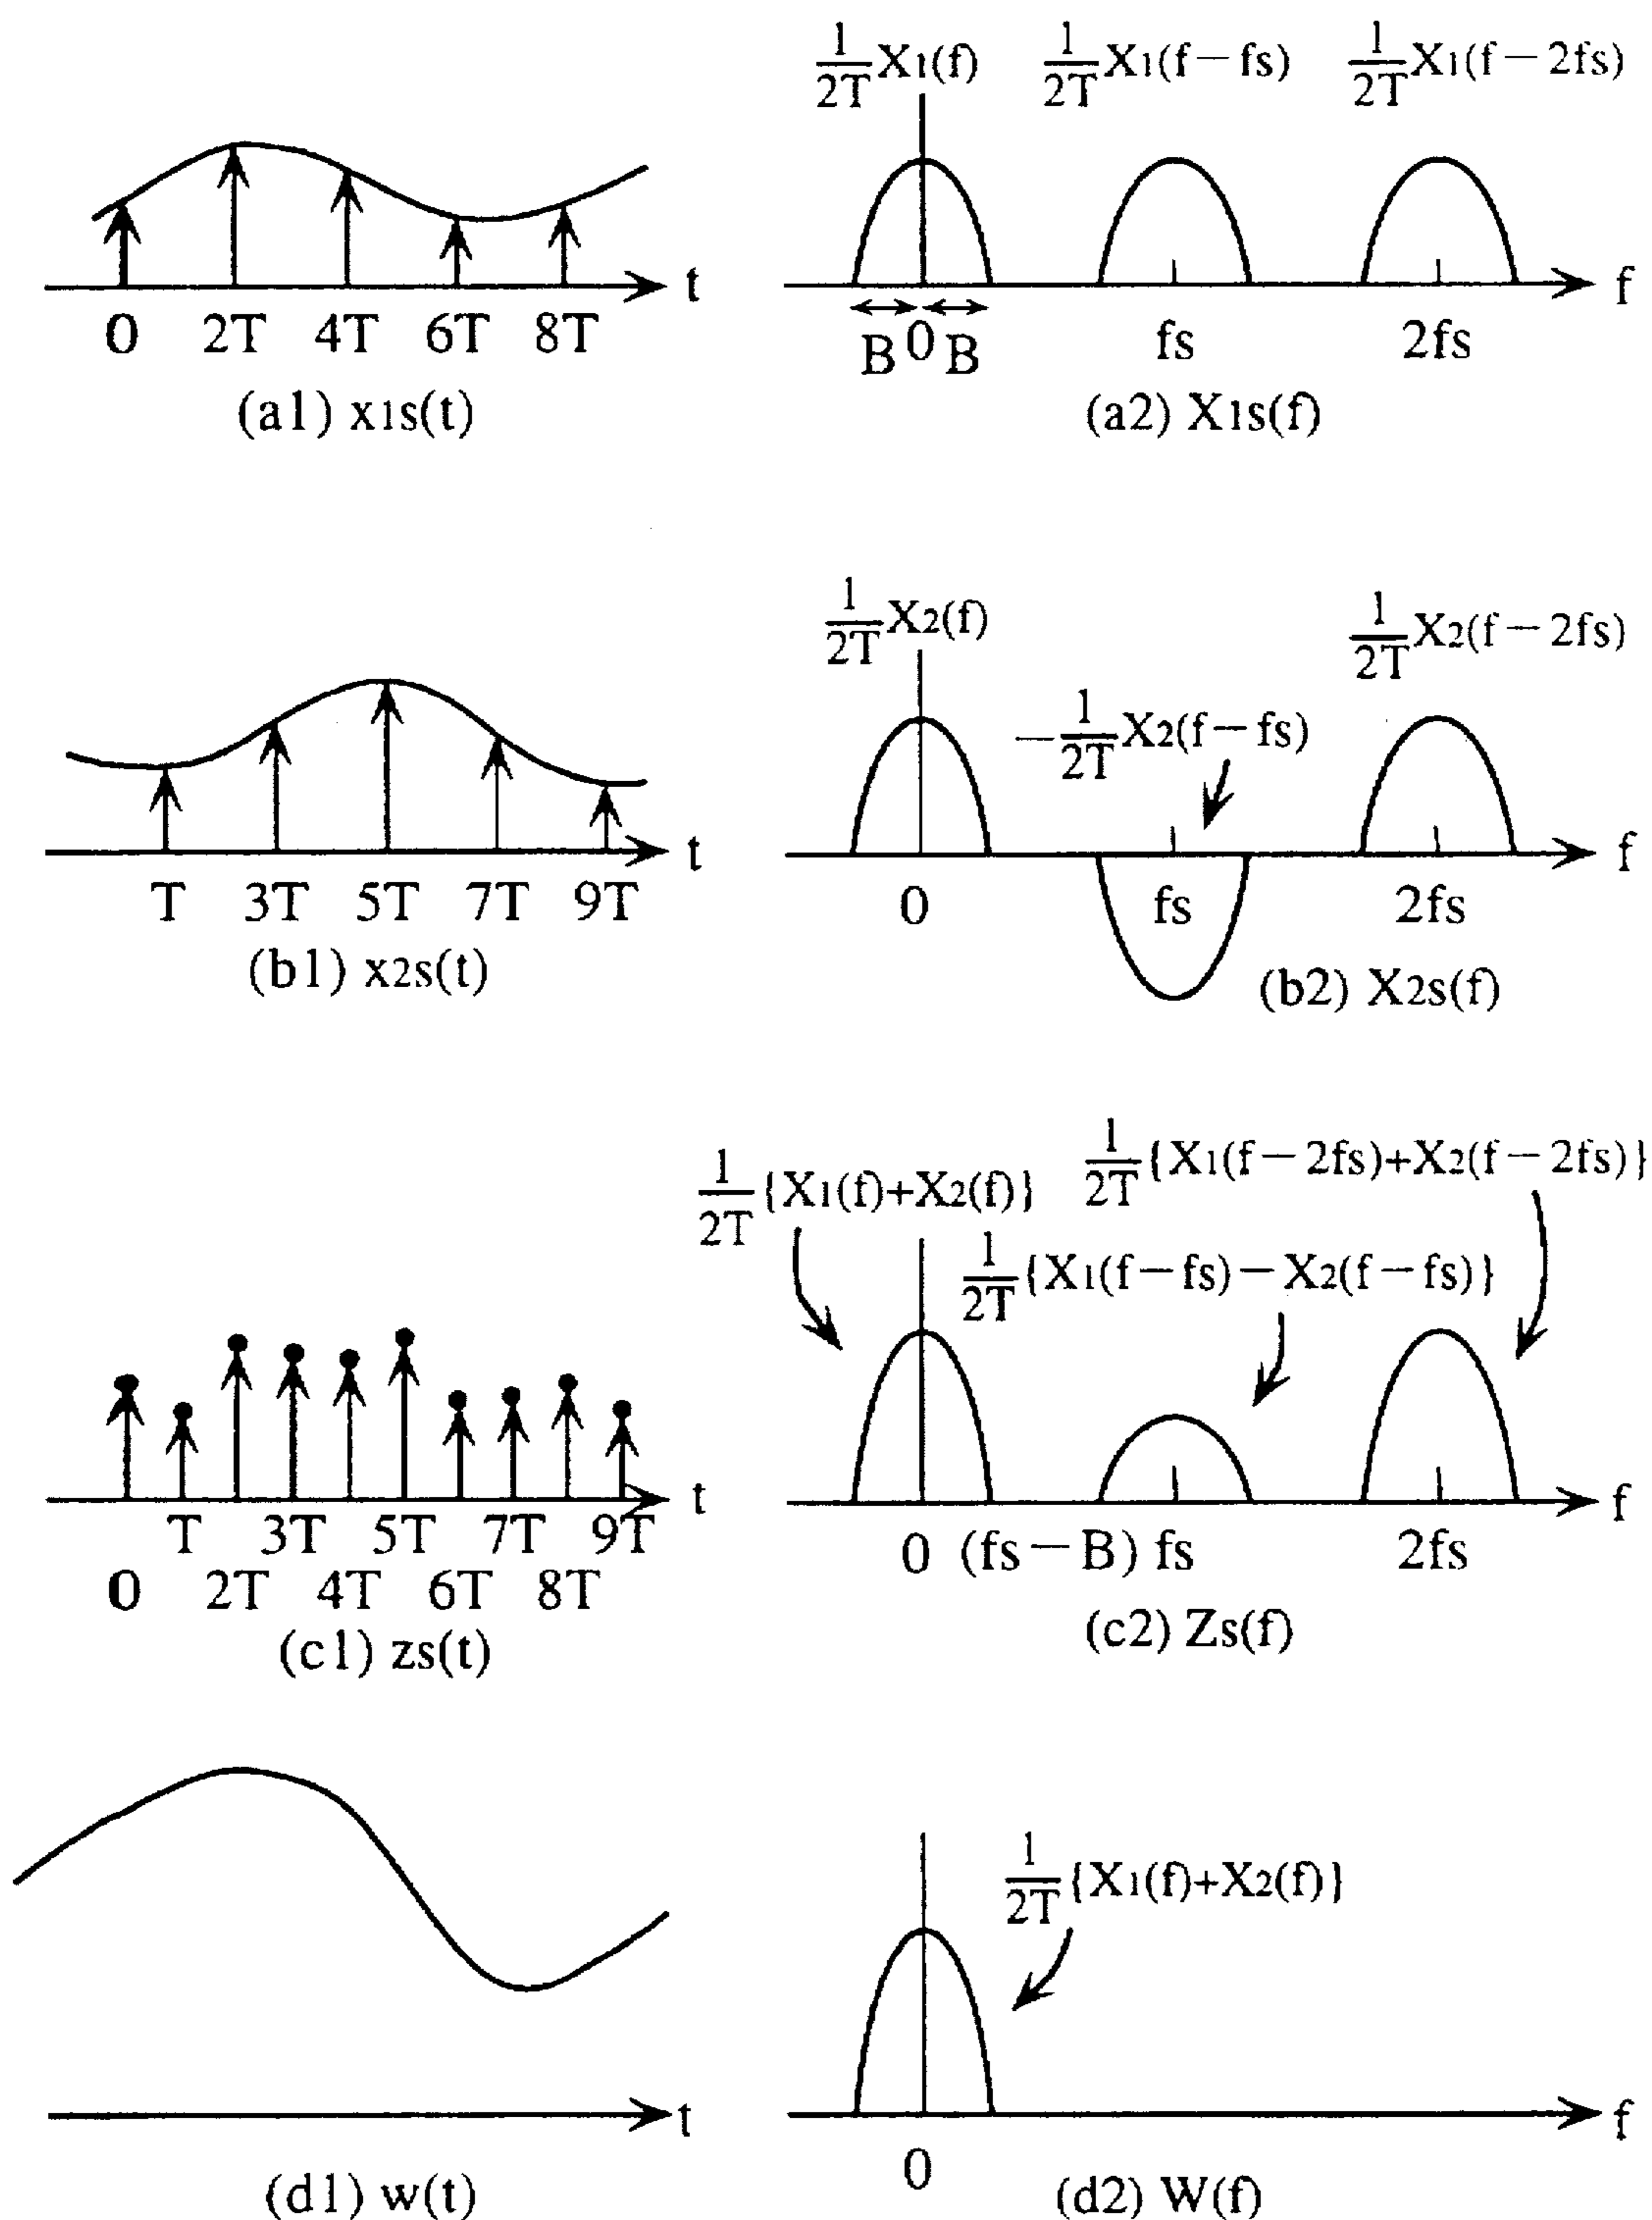 1/2T X1(f) 1/2T X1(f−fs) 1/2T X1(f−2fs)
t
0 2T 4T 6T 8T
(a1) x1s(t)
f
B 0 B fs 2fs
(a2) X1s(f)
1/2T X2(f)
1/2T X2(f−2fs)
−1/2T X2(f−fs)
t
T 3T 5T 7T 9T
(b1) x2s(t)
f
0 fs 2fs
(b2) X2s(f)
1/2T {X1(f−2fs)+X2(f−2fs)}
1/2T {X1(f)+X2(f)}
1/2T {X1(f−fs)−X2(f−fs)}
t
T 3T 5T 7T 9T
0 2T 4T 6T 8T
(c1) zs(t)
f
0 (fs−B) fs 2fs
(c2) Zs(f)
1/2T {X1(f)+X2(f)}
t
(d1) w(t)
f
0
(d2) W(f)